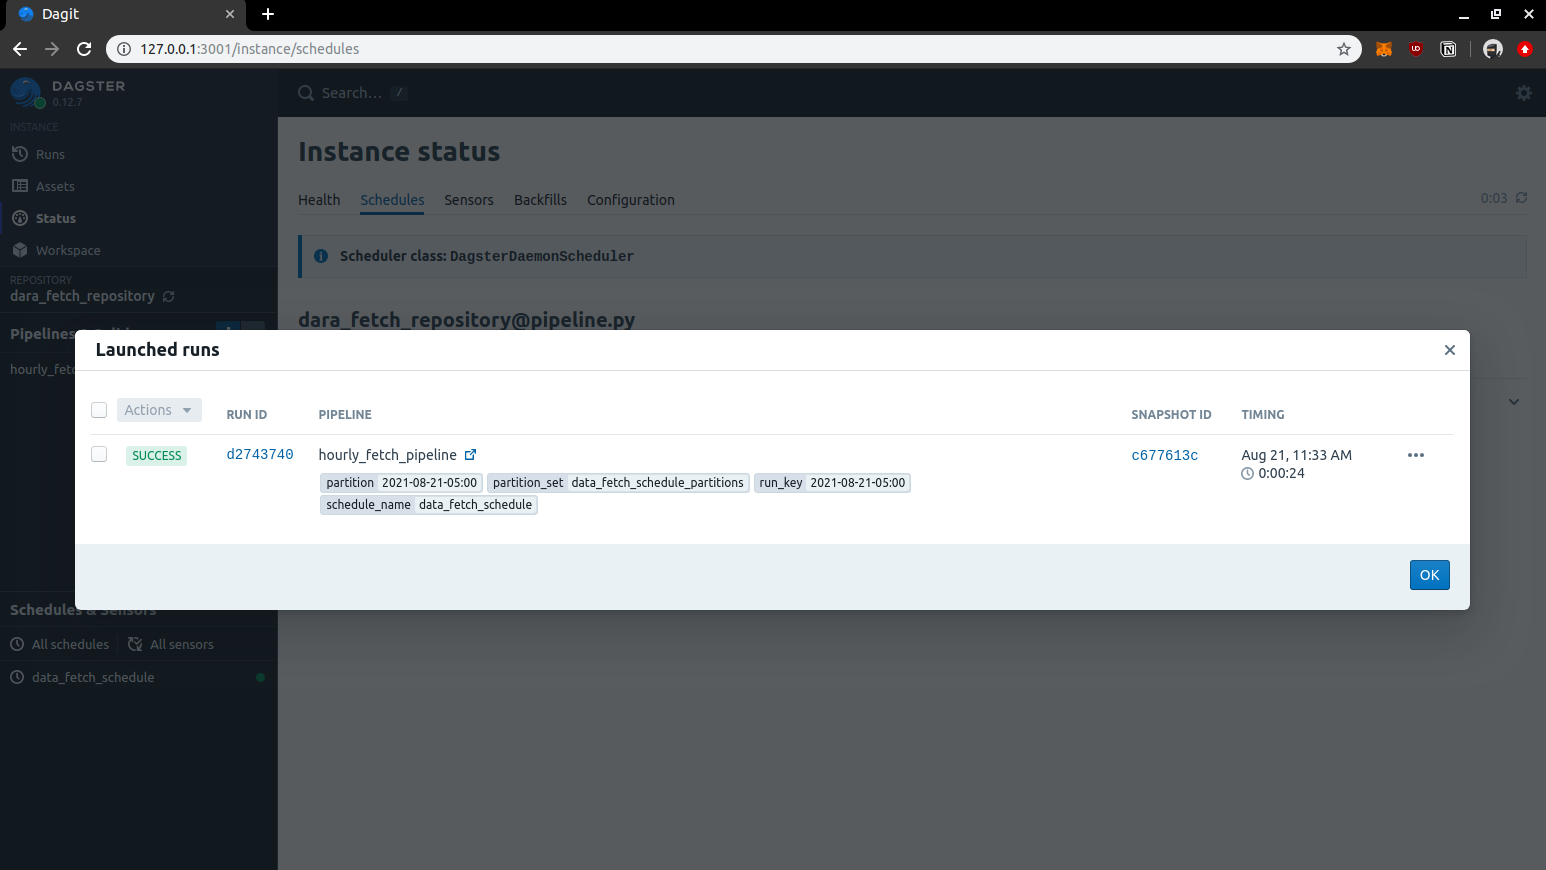 Dagit
127.0.0.1:3001/instance/schedules
DAGSTER
0.12.7
Search... /
INSTANCE
Runs
Assets
Status
Workspace
REPOSITORY
dara_fetch_repository
Pipelines
hourly_fetc
Instance status
Health Schedules Sensors Backfills Configuration 0:03
Scheduler class: DagsterDaemonScheduler
dara_fetch_repository@pipeline.py
Launched runs
Actions RUN ID PIPELINE SNAPSHOT ID TIMING
SUCCESS d2743740 hourly_fetch_pipeline c677613c Aug 21, 11:33 AM
0:00:24
partition 2021-08-21-05:00 partition_set data_fetch_schedule_partitions run_key 2021-08-21-05:00
schedule_name data_fetch_schedule
OK
Schedules & Sensors
All schedules All sensors
data_fetch_schedule